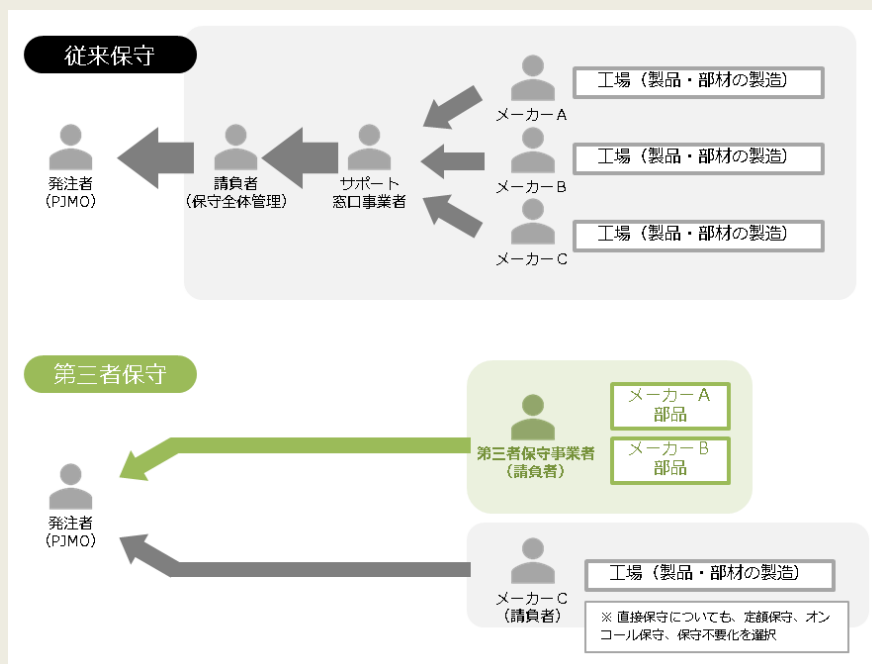 従来保守
メーカーA
工場（製品・部材の製造）
発注者
(PJMO)
請負者
(保守全体管理)
サポート
窓口事業者
メーカーB
工場（製品・部材の製造）
メーカーC
工場（製品・部材の製造）
第三者保守
発注者
(PJMO)
第三者保守事業者
(請負者)
メーカーA
部品
メーカーB
部品
メーカーC
(請負者)
工場（製品・部材の製造）
※ 直接保守についても、定額保守、オン
コール保守、保守不要化を選択